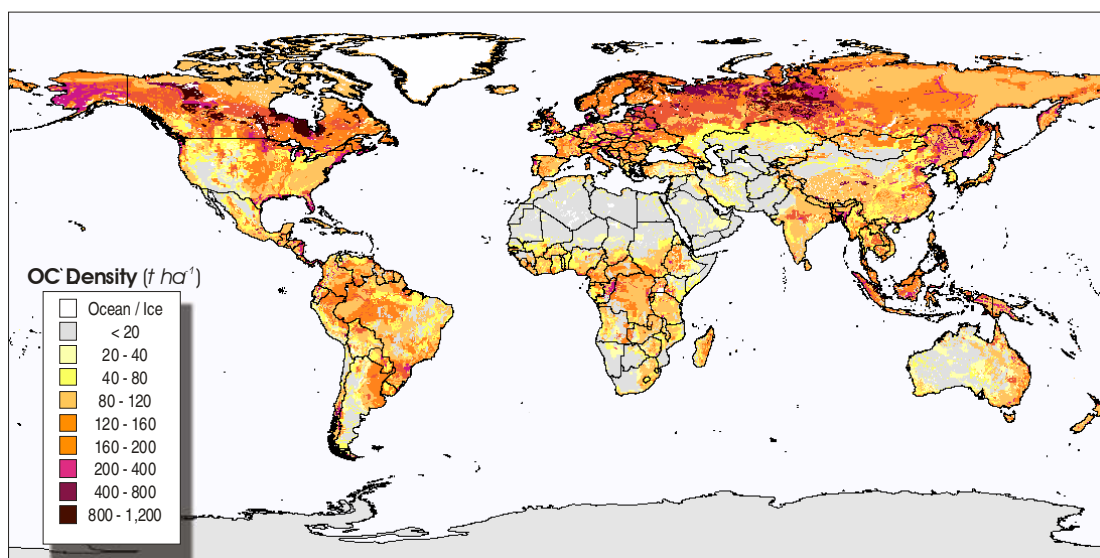 OC` Density (t ha⁻¹)
Ocean / Ice
< 20
20 - 40
40 - 80
80 - 120
120 - 160
160 - 200
200 - 400
400 - 800
800 - 1,200